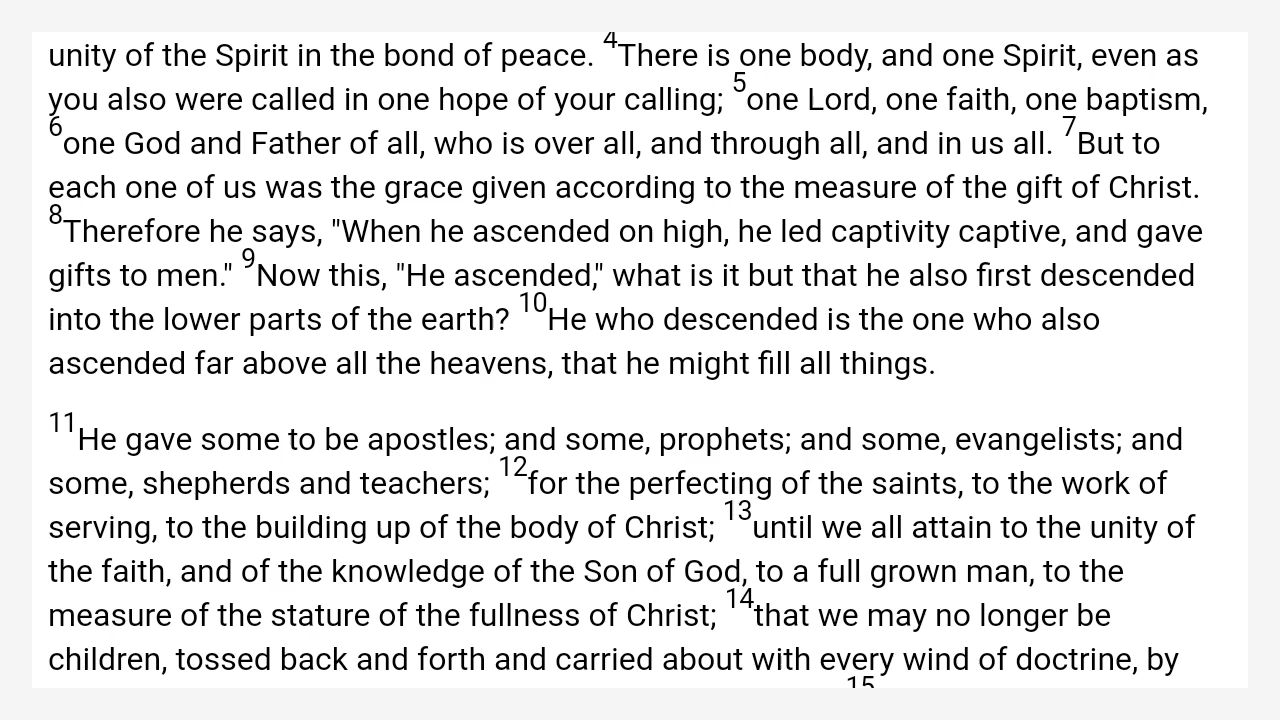 unity of the Spirit in the bond of peace. 4There is one body, and one Spirit, even as
you also were called in one hope of your calling; 5one Lord, one faith, one baptism,
6one God and Father of all, who is over all, and through all, and in us all. 7But to
each one of us was the grace given according to the measure of the gift of Christ.
8Therefore he says, "When he ascended on high, he led captivity captive, and gave
gifts to men." 9Now this, "He ascended," what is it but that he also first descended
into the lower parts of the earth? 10He who descended is the one who also
ascended far above all the heavens, that he might fill all things.
11He gave some to be apostles; and some, prophets; and some, evangelists; and
some, shepherds and teachers; 12for the perfecting of the saints, to the work of
serving, to the building up of the body of Christ; 13until we all attain to the unity of
the faith, and of the knowledge of the Son of God, to a full grown man, to the
measure of the stature of the fullness of Christ; 14that we may no longer be
children, tossed back and forth and carried about with every wind of doctrine, by
15